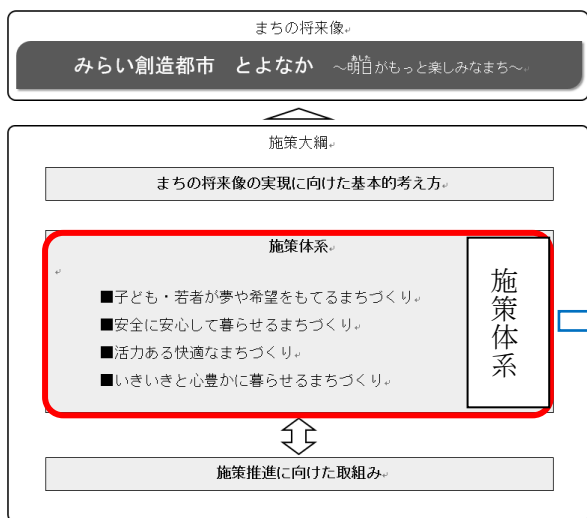 まちの将来像
みらい創造都市 とよなか ～明日がもっと楽しみなまち～
あした
施策大綱
まちの将来像の実現に向けた基本的考え方
施策体系
■子ども・若者が夢や希望をもてるまちづくり
■安全に安心して暮らせるまちづくり
■活力ある快適なまちづくり
■いきいきと心豊かに暮らせるまちづくり
施策体系
施策推進に向けた取組み